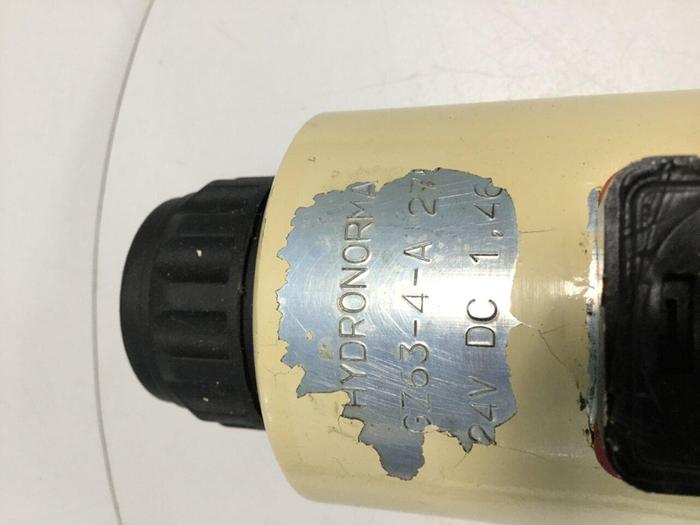 HYDRONORMA
GZ63-4-A 27
24V DC 1,46